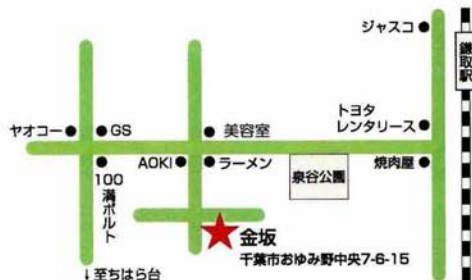 ジャスコ
鎌取駅
トヨタ
レンタリース
ヤオコー
GS
美容室
100満ボルト
AOKI
ラーメン
泉谷公園
焼肉屋
金坂
千葉市おゆみ野中央7-6-15
↓至ちはら台